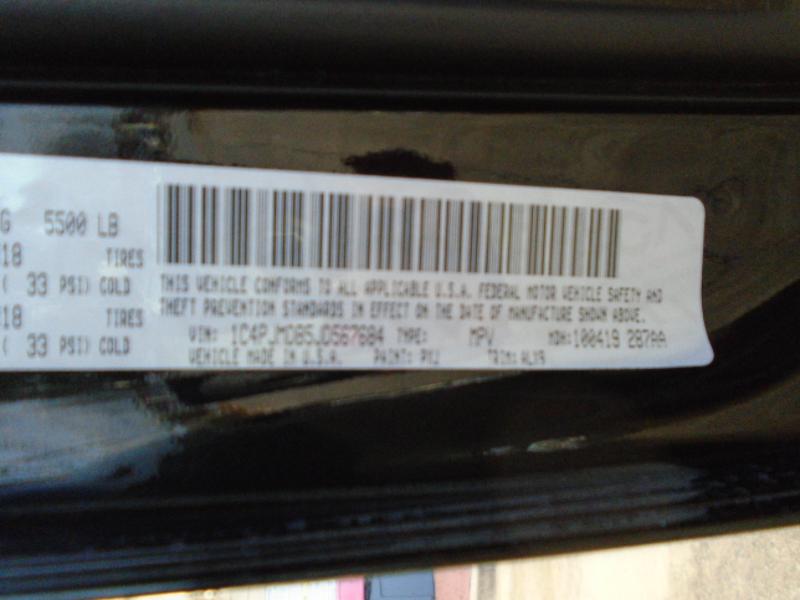 G 5500 LB
18 TIRES
( 33 PSI) COLD
18 TIRES
( 33 PSI) COLD
THIS VEHICLE CONFORMS TO ALL APPLICABLE U.S.A. FEDERAL MOTOR VEHICLE SAFETY AND
THEFT PREVENTION STANDARDS IN EFFECT ON THE DATE OF MANUFACTURE SHOWN ABOVE.
VIN: 1C4PJMDB5JD567684 TYPE: MPV MDH: 100419 287AA
VEHICLE MADE IN U.S.A. PAINT: PXJ TRIM: ALX9